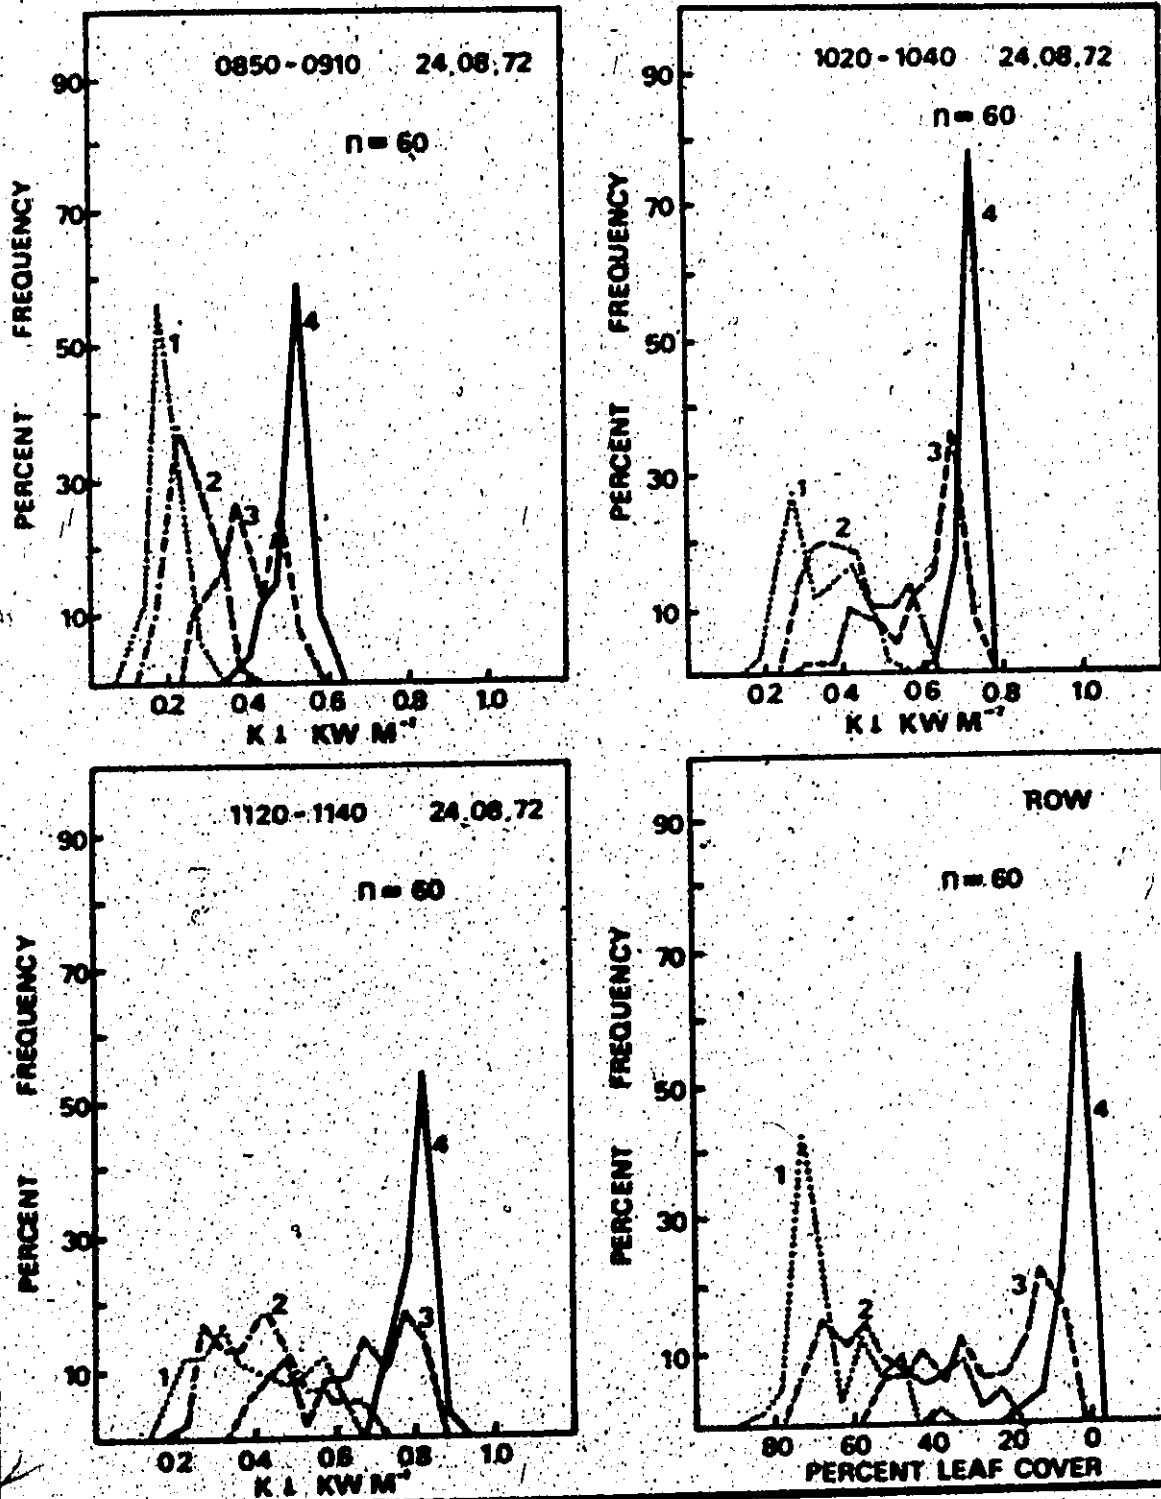 0850-0910 24.08.72
n = 60
90
70
50
30
10
PERCENT FREQUENCY
1
2
3
4
0.2 0.4 0.6 0.8 1.0
K↓ KW M⁻²
1020-1040 24.08.72
n = 60
90
70
50
30
10
PERCENT FREQUENCY
1
2
3
4
0.2 0.4 0.6 0.8 1.0
K↓ KW M⁻²
1120-1140 24.08.72
n = 60
90
70
50
30
10
PERCENT FREQUENCY
1
2
3
4
0.2 0.4 0.6 0.8 1.0
K↓ KW M⁻²
ROW
n = 60
90
70
50
30
10
PERCENT FREQUENCY
1
2
3
4
80 60 40 20 0
PERCENT LEAF COVER